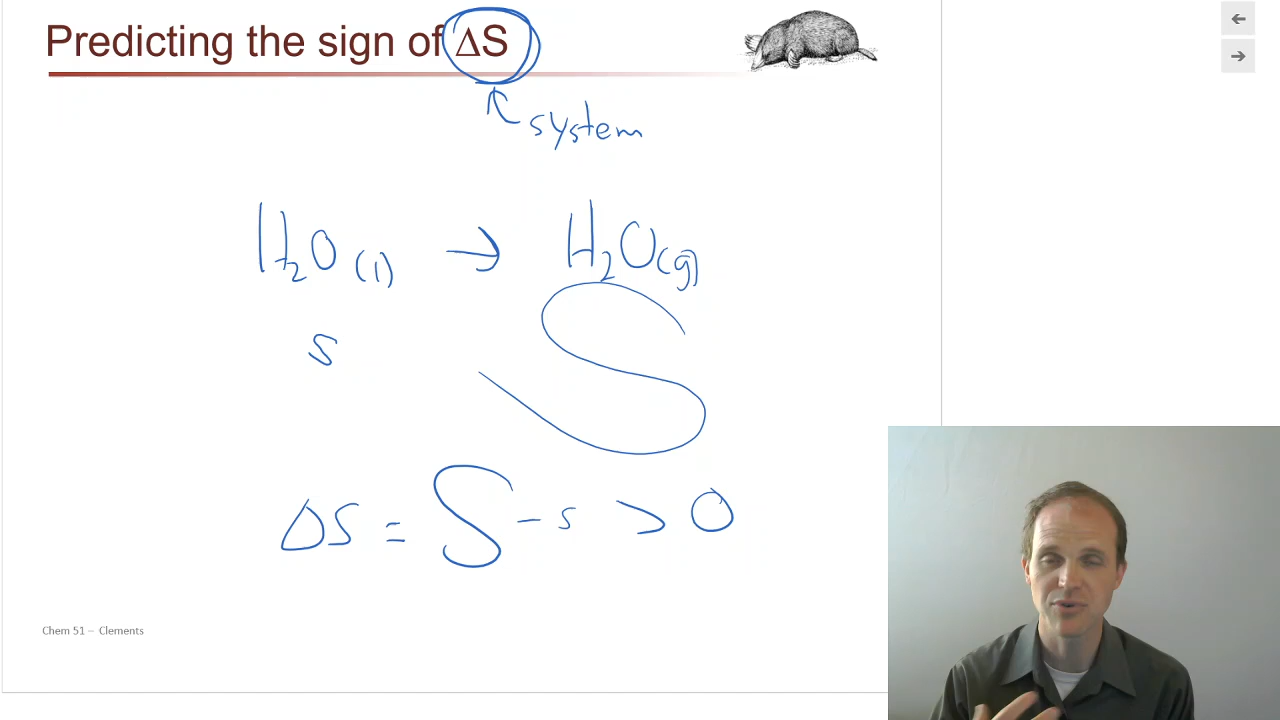 Predicting the sign of ΔS
system
H₂O (l) → H₂O(g)
s S
ΔS = S - s > 0
Chem 51 – Clements